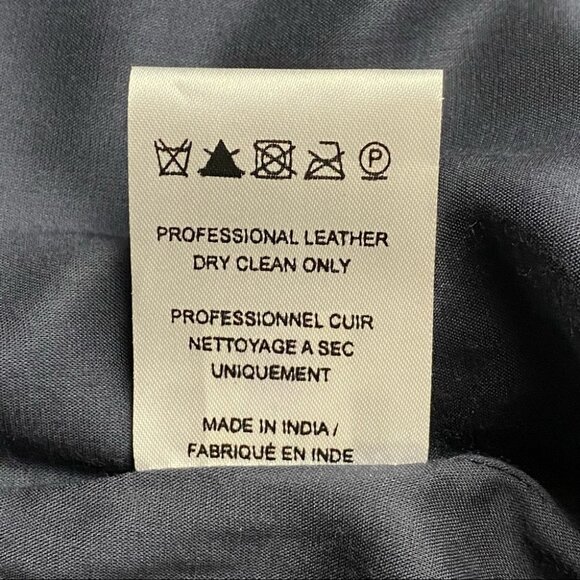 P
PROFESSIONAL LEATHER
DRY CLEAN ONLY
PROFESSIONNEL CUIR
NETTOYAGE A SEC
UNIQUEMENT
MADE IN INDIA /
FABRIQUÉ EN INDE